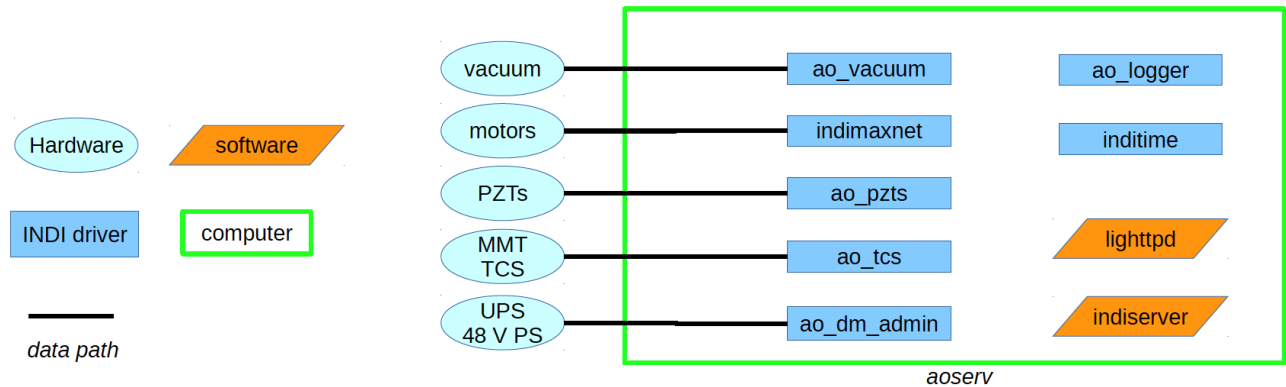 Hardware
software
INDI driver
computer
data path
vacuum
ao_vacuum
ao_logger
motors
indimaxnet
inditime
PZTs
ao_pzts
MMT
TCS
ao_tcs
lighttpd
UPS
48 V PS
ao_dm_admin
indiserver
aoserv